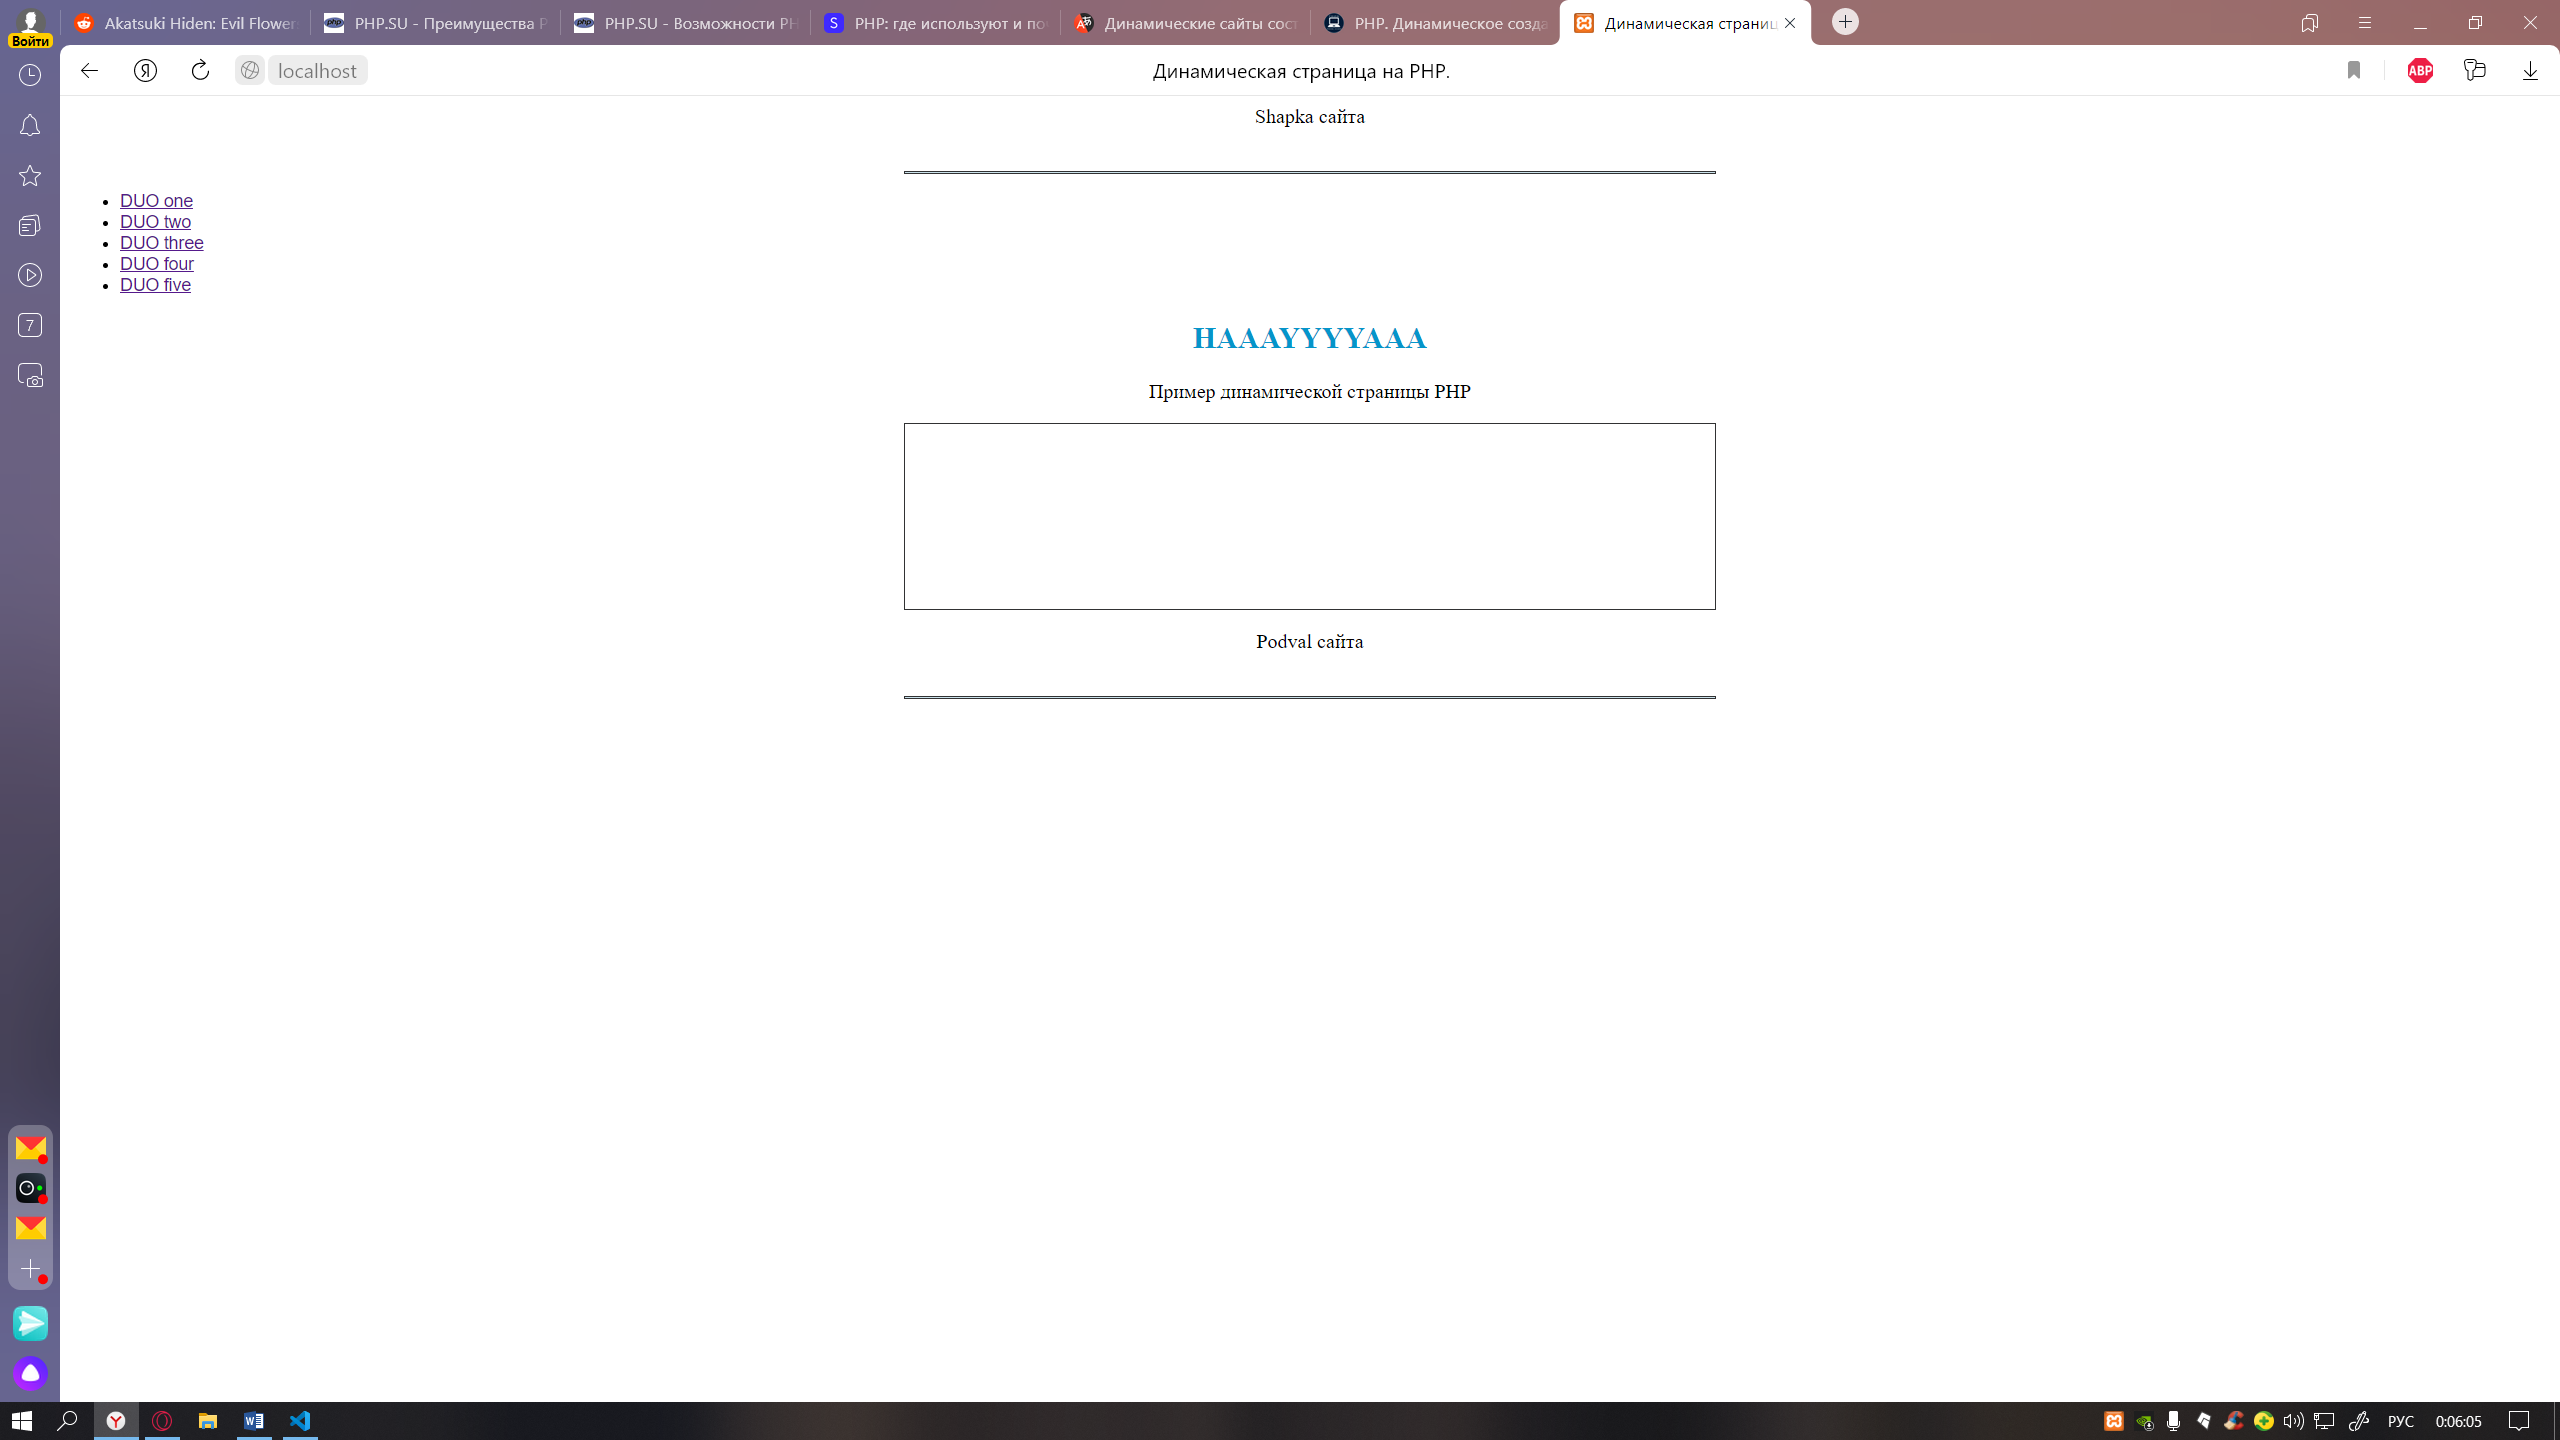 Akatsuki Hiden: Evil Flower
PHP.SU - Преимущества P
PHP.SU - Возможности PH
S
PHP: где используют и по
Динамические сайты сост
PHP. Динамическое созда
Динамическая страниц
Войти
Я
localhost
Динамическая страница на PHP.
ABP
Shapka сайта
DUO one
DUO two
DUO three
DUO four
DUO five
7
HAAAYYYYAAA
Пример динамической страницы PHP
Podval сайта
РУС
0:06:05